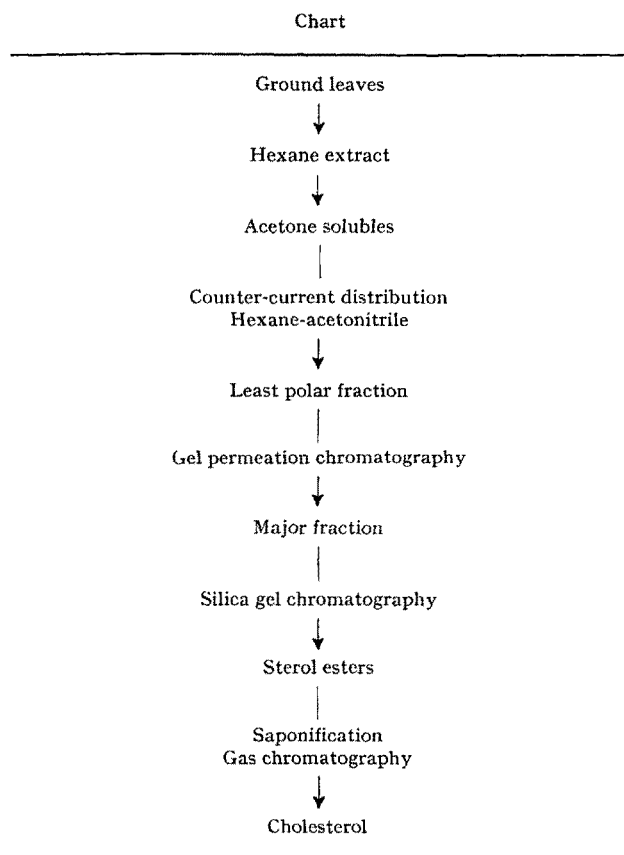 Chart
Ground leaves
Hexane extract
Acetone solubles
Counter-current distribution
Hexane-acetonitrile
Least polar fraction
Gel permeation chromatography
Major fraction
Silica gel chromatography
Sterol esters
Saponification
Gas chromatography
Cholesterol